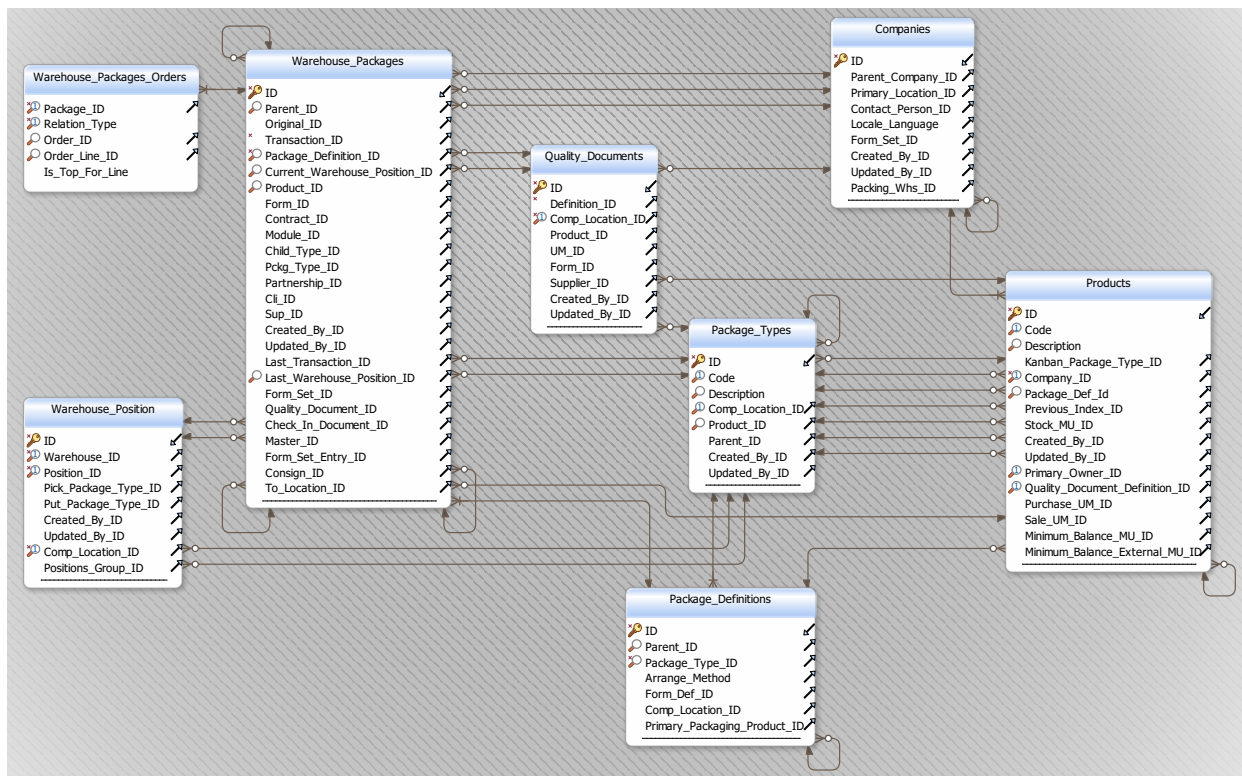 Warehouse_Packages_Orders
Package_ID
Relation_Type
Order_ID
Order_Line_ID
Is_Top_For_Line
Warehouse_Packages
ID
Parent_ID
Original_ID
Transaction_ID
Package_Definition_ID
Current_Warehouse_Position_ID
Product_ID
Form_ID
Contract_ID
Module_ID
Child_Type_ID
Pckg_Type_ID
Partnership_ID
Cli_ID
Sup_ID
Created_By_ID
Updated_By_ID
Last_Transaction_ID
Last_Warehouse_Position_ID
Form_Set_ID
Quality_Document_ID
Check_In_Document_ID
Master_ID
Form_Set_Entry_ID
Consign_ID
To_Location_ID
Companies
ID
Parent_Company_ID
Primary_Location_ID
Contact_Person_ID
Locale_Language
Form_Set_ID
Created_By_ID
Updated_By_ID
Packing_Whs_ID
Quality_Documents
ID
Definition_ID
Comp_Location_ID
Product_ID
UM_ID
Form_ID
Supplier_ID
Created_By_ID
Updated_By_ID
Products
ID
Code
Description
Kanban_Package_Type_ID
Company_ID
Package_Def_Id
Previous_Index_ID
Stock_MU_ID
Created_By_ID
Updated_By_ID
Primary_Owner_ID
Quality_Document_Definition_ID
Purchase_UM_ID
Sale_UM_ID
Minimum_Balance_MU_ID
Minimum_Balance_External_MU_ID
Package_Types
ID
Code
Description
Comp_Location_ID
Product_ID
Parent_ID
Created_By_ID
Updated_By_ID
Warehouse_Position
ID
Warehouse_ID
Position_ID
Pick_Package_Type_ID
Put_Package_Type_ID
Created_By_ID
Updated_By_ID
Comp_Location_ID
Positions_Group_ID
Package_Definitions
ID
Parent_ID
Package_Type_ID
Arrange_Method
Form_Def_ID
Comp_Location_ID
Primary_Packaging_Product_ID